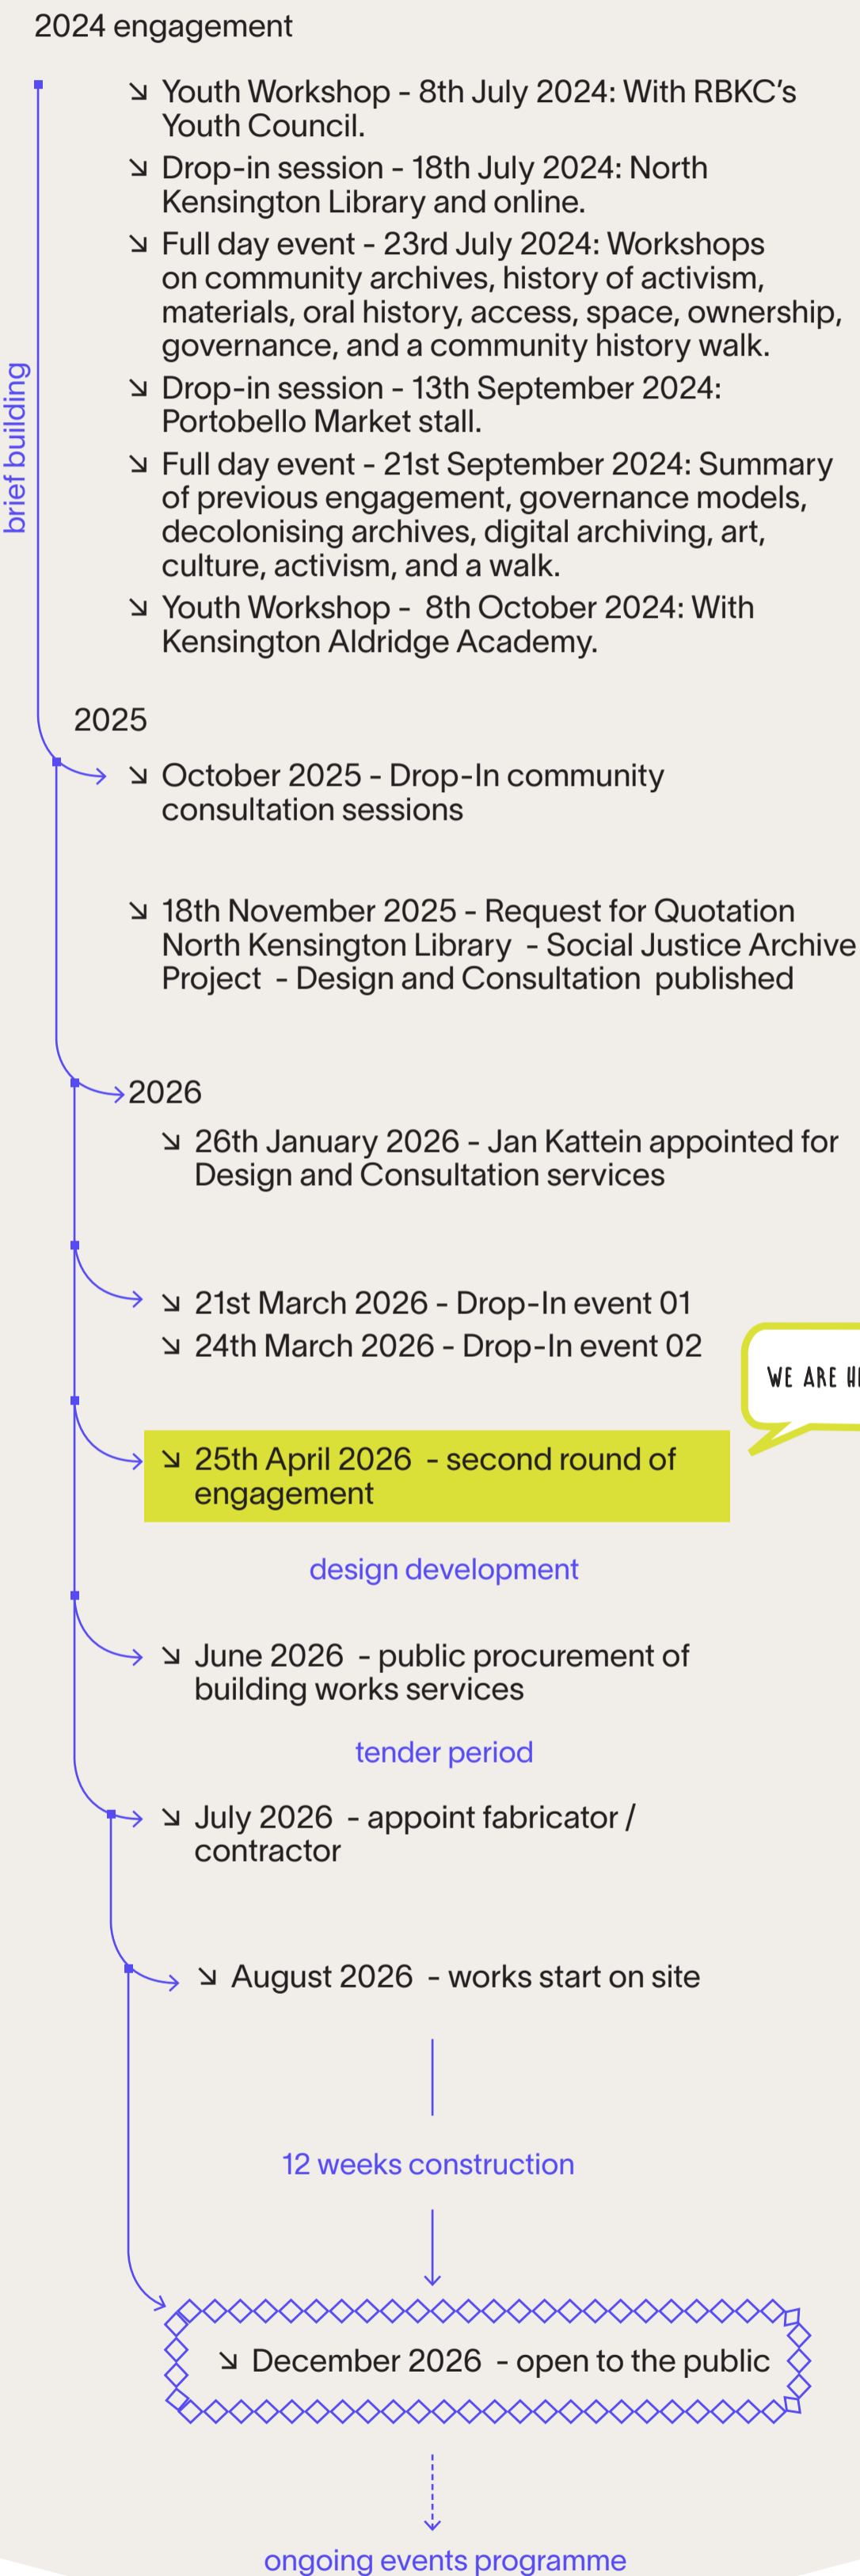 2024 engagement
↘ Youth Workshop - 8th July 2024: With RBKC’s
Youth Council.
↘ Drop-in session - 18th July 2024: North
Kensington Library and online.
↘ Full day event - 23rd July 2024: Workshops
on community archives, history of activism,
materials, oral history, access, space, ownership,
governance, and a community history walk.
↘ Drop-in session - 13th September 2024:
Portobello Market stall.
↘ Full day event - 21st September 2024: Summary
of previous engagement, governance models,
decolonising archives, digital archiving, art,
culture, activism, and a walk.
↘ Youth Workshop - 8th October 2024: With
Kensington Aldridge Academy.
brief building
2025
↘ October 2025 - Drop-In community
consultation sessions
↘ 18th November 2025 - Request for Quotation
North Kensington Library - Social Justice Archive
Project - Design and Consultation published
2026
↘ 26th January 2026 - Jan Kattein appointed for
Design and Consultation services
↘ 21st March 2026 - Drop-In event 01
↘ 24th March 2026 - Drop-In event 02
WE ARE
↘ 25th April 2026 - second round of
engagement
design development
↘ June 2026 - public procurement of
building works services
tender period
↘ July 2026 - appoint fabricator /
contractor
↘ August 2026 - works start on site
12 weeks construction
↘ December 2026 - open to the public
ongoing events programme